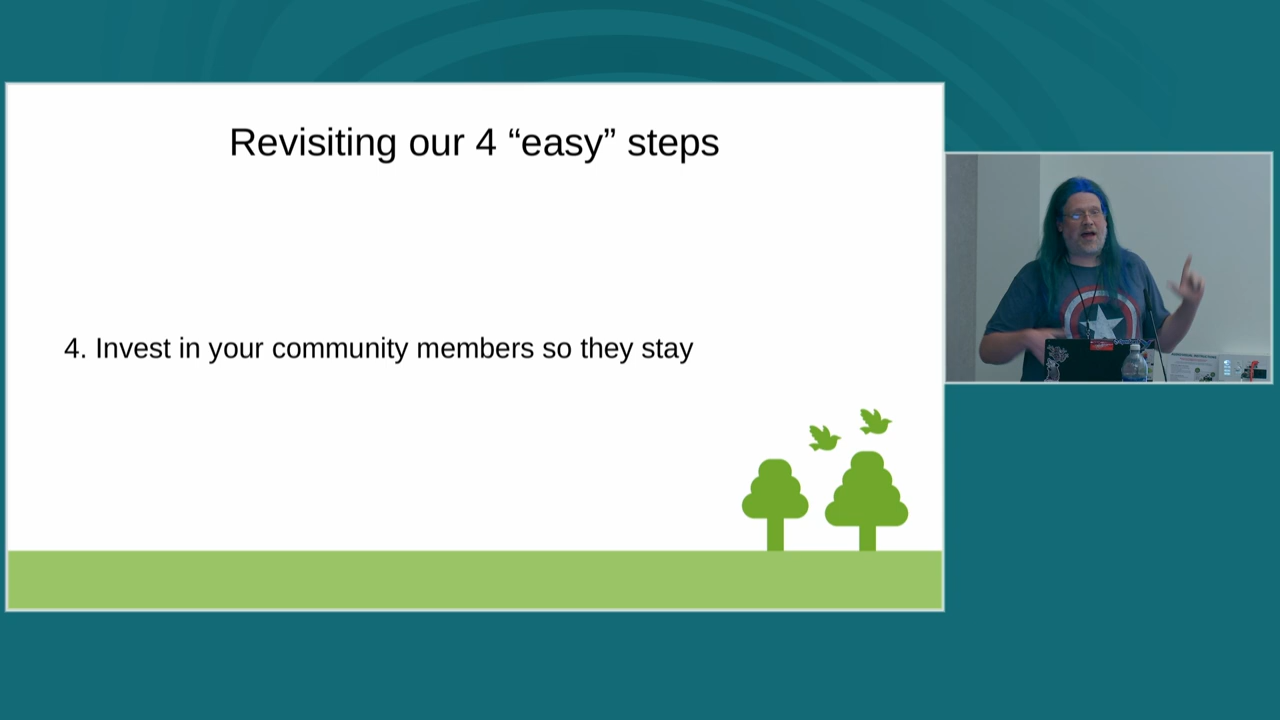 Revisiting our 4 “easy” steps
4. Invest in your community members so they stay